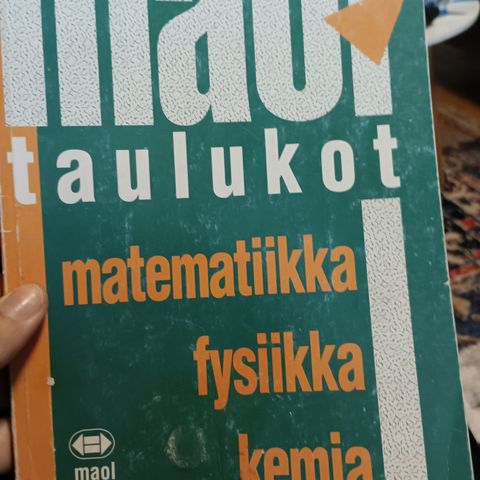 maol
taulukot
matematiikka
fysiikka
kemia
maol